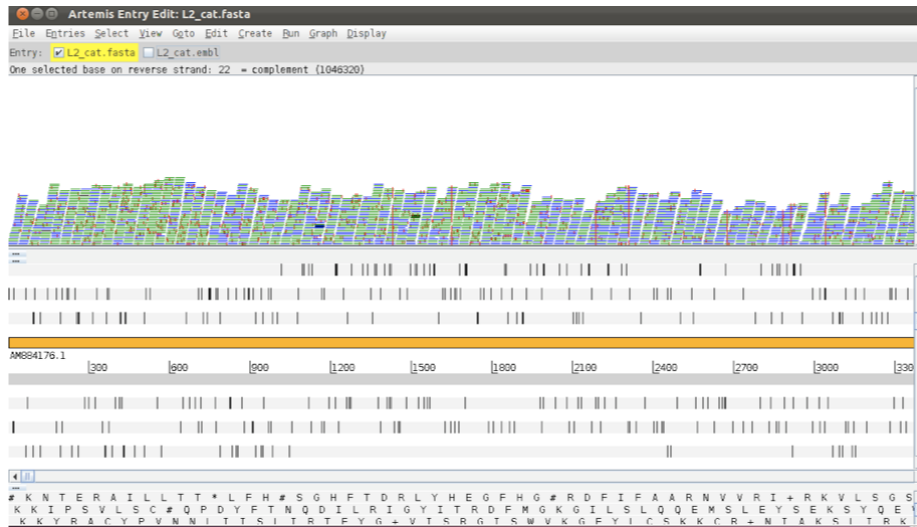 Artemis Entry Edit: L2_cat.fasta
File Entries Select View Goto Edit Create Run Graph Display
Entry: L2_cat.fasta L2_cat.embl
One selected base on reverse strand: 22 = complement (1046320)
AM884176.1
300 600 900 1200 1500 1800 2100 2400 2700 3000 330
# K N T E R A I L L T T * L F H # S G H F T D R L Y H E G F H G # R D F I F A A R N V V R I + R K V L S G S
K K I P S V L S C # Q P D Y F T N Q D I L R I G Y I T R D F M G K G I L S L Q Q E M S L E Y S E K S Y Q E
K K Y R A C Y P V N N L I I S L I R T F Y G + V I S R G I S W V K G F Y L C S K K C R + N I A K S L I R K